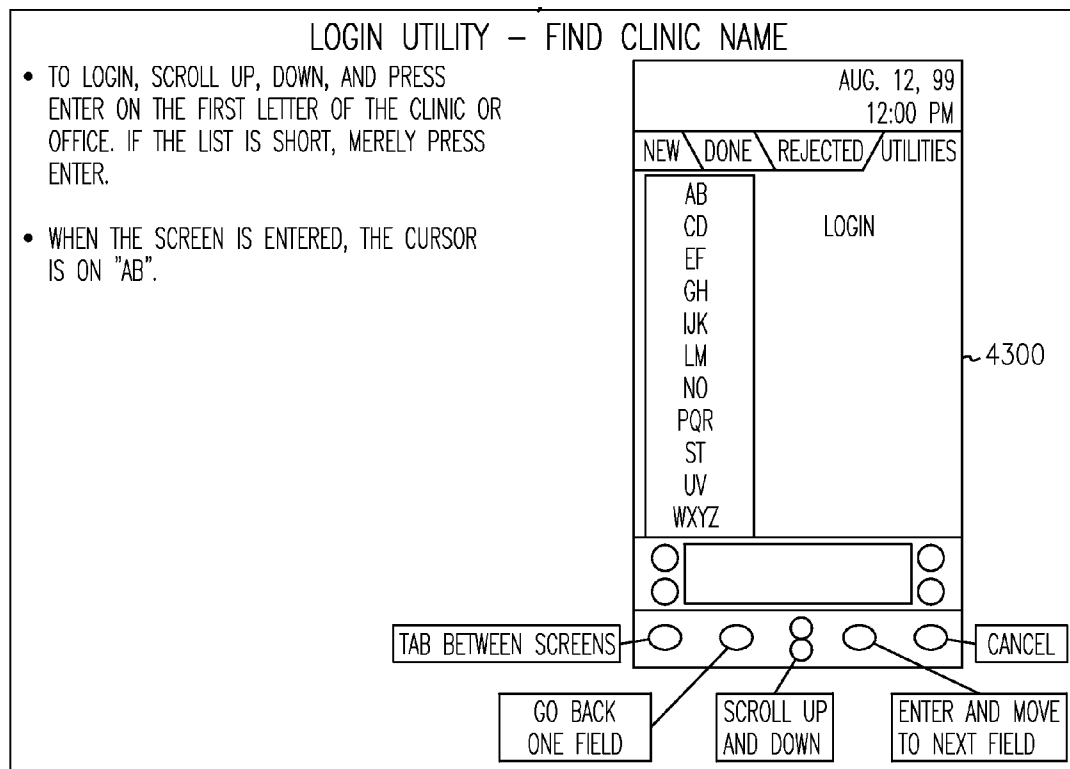 LOGIN UTILITY – FIND CLINIC NAME
• TO LOGIN, SCROLL UP, DOWN, AND PRESS
ENTER ON THE FIRST LETTER OF THE CLINIC OR
OFFICE. IF THE LIST IS SHORT, MERELY PRESS
ENTER.
• WHEN THE SCREEN IS ENTERED, THE CURSOR
IS ON "AB".
AUG. 12, 99
12:00 PM
NEW DONE REJECTED UTILITIES
AB
CD
EF
GH
IJK
LM
NO
PQR
ST
UV
WXYZ
LOGIN
4300
TAB BETWEEN SCREENS
CANCEL
GO BACK
ONE FIELD
SCROLL UP
AND DOWN
ENTER AND MOVE
TO NEXT FIELD